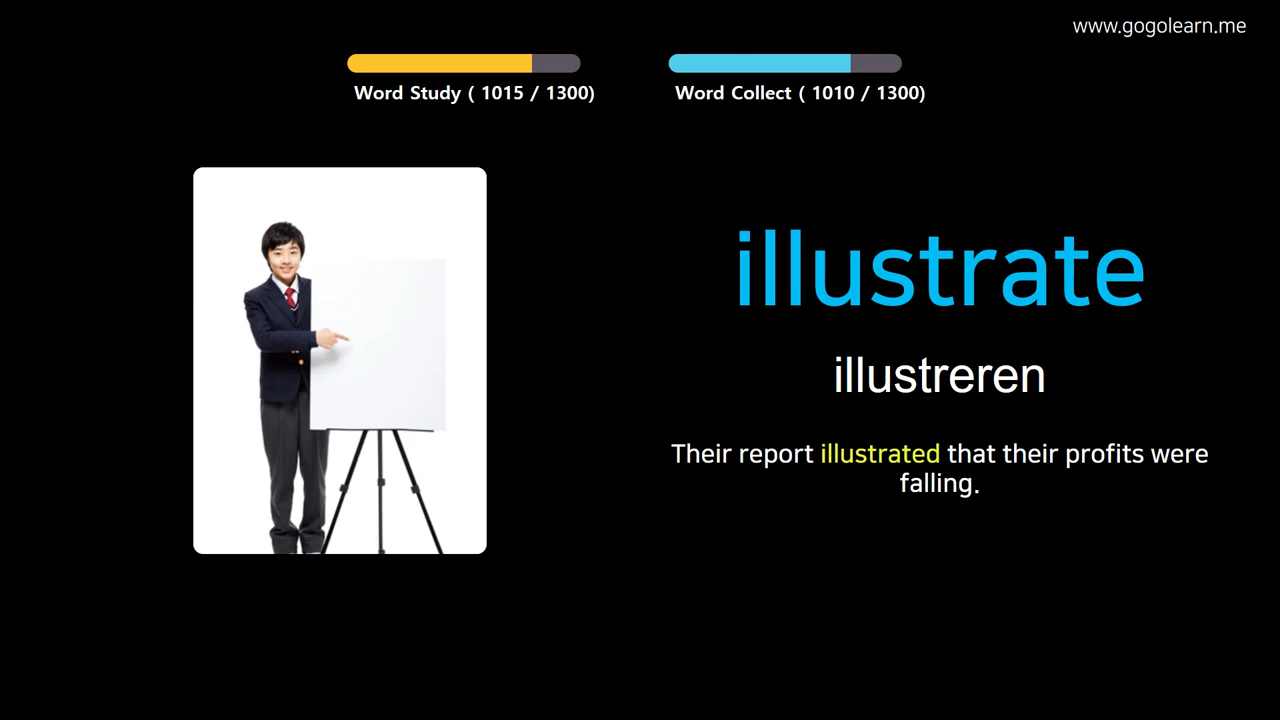 www.gogolearn.me
Word Study ( 1015 / 1300)
Word Collect ( 1010 / 1300)
illustrate
illustreren
Their report illustrated that their profits were
falling.